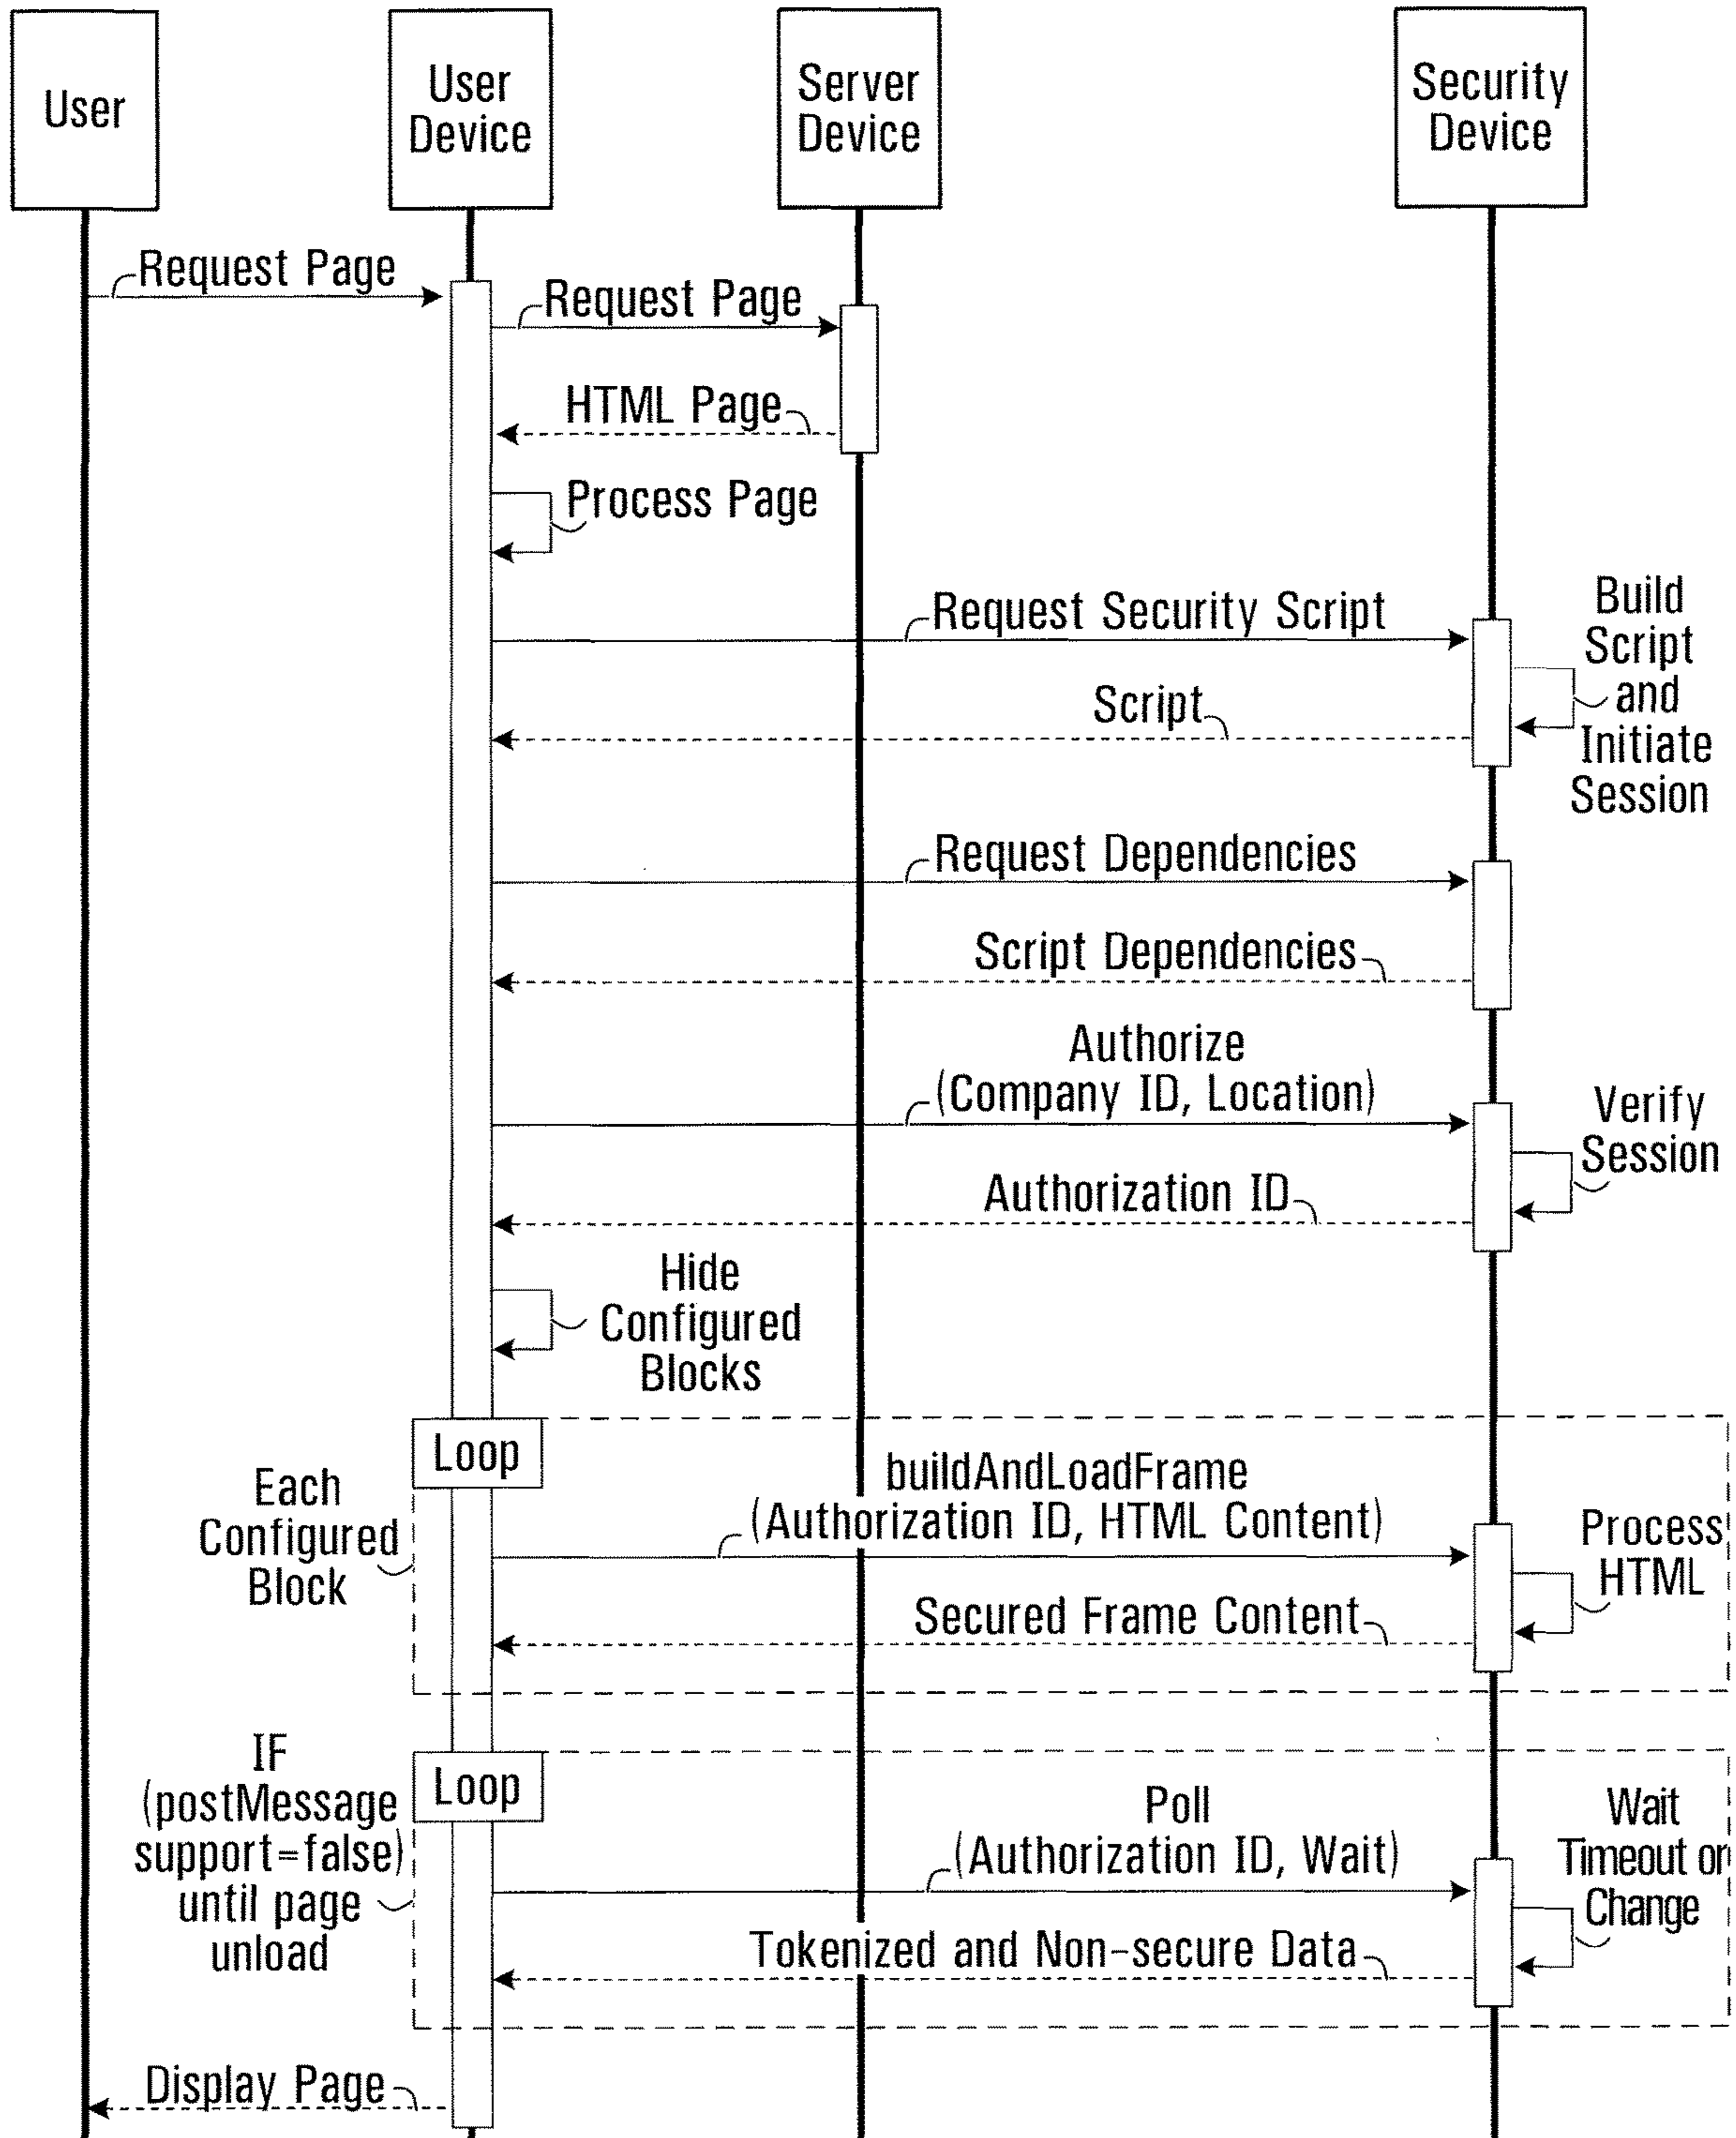 User
User
Device
Server
Device
Security
Device
Request Page
Request Page
HTML Page
Process Page
Request Security Script
Build
Script
and
Initiate
Session
Script
Request Dependencies
Script Dependencies
Authorize
(Company ID, Location)
Verify
Session
Authorization ID
Hide
Configured
Blocks
Loop
Each
Configured
Block
buildAndLoadFrame
(Authorization ID, HTML Content)
Process
HTML
Secured Frame Content
IF
(postMessage
support=false)
until page
unload
Loop
Poll
(Authorization ID, Wait)
Wait
Timeout or
Change
Tokenized and Non-secure Data
Display Page